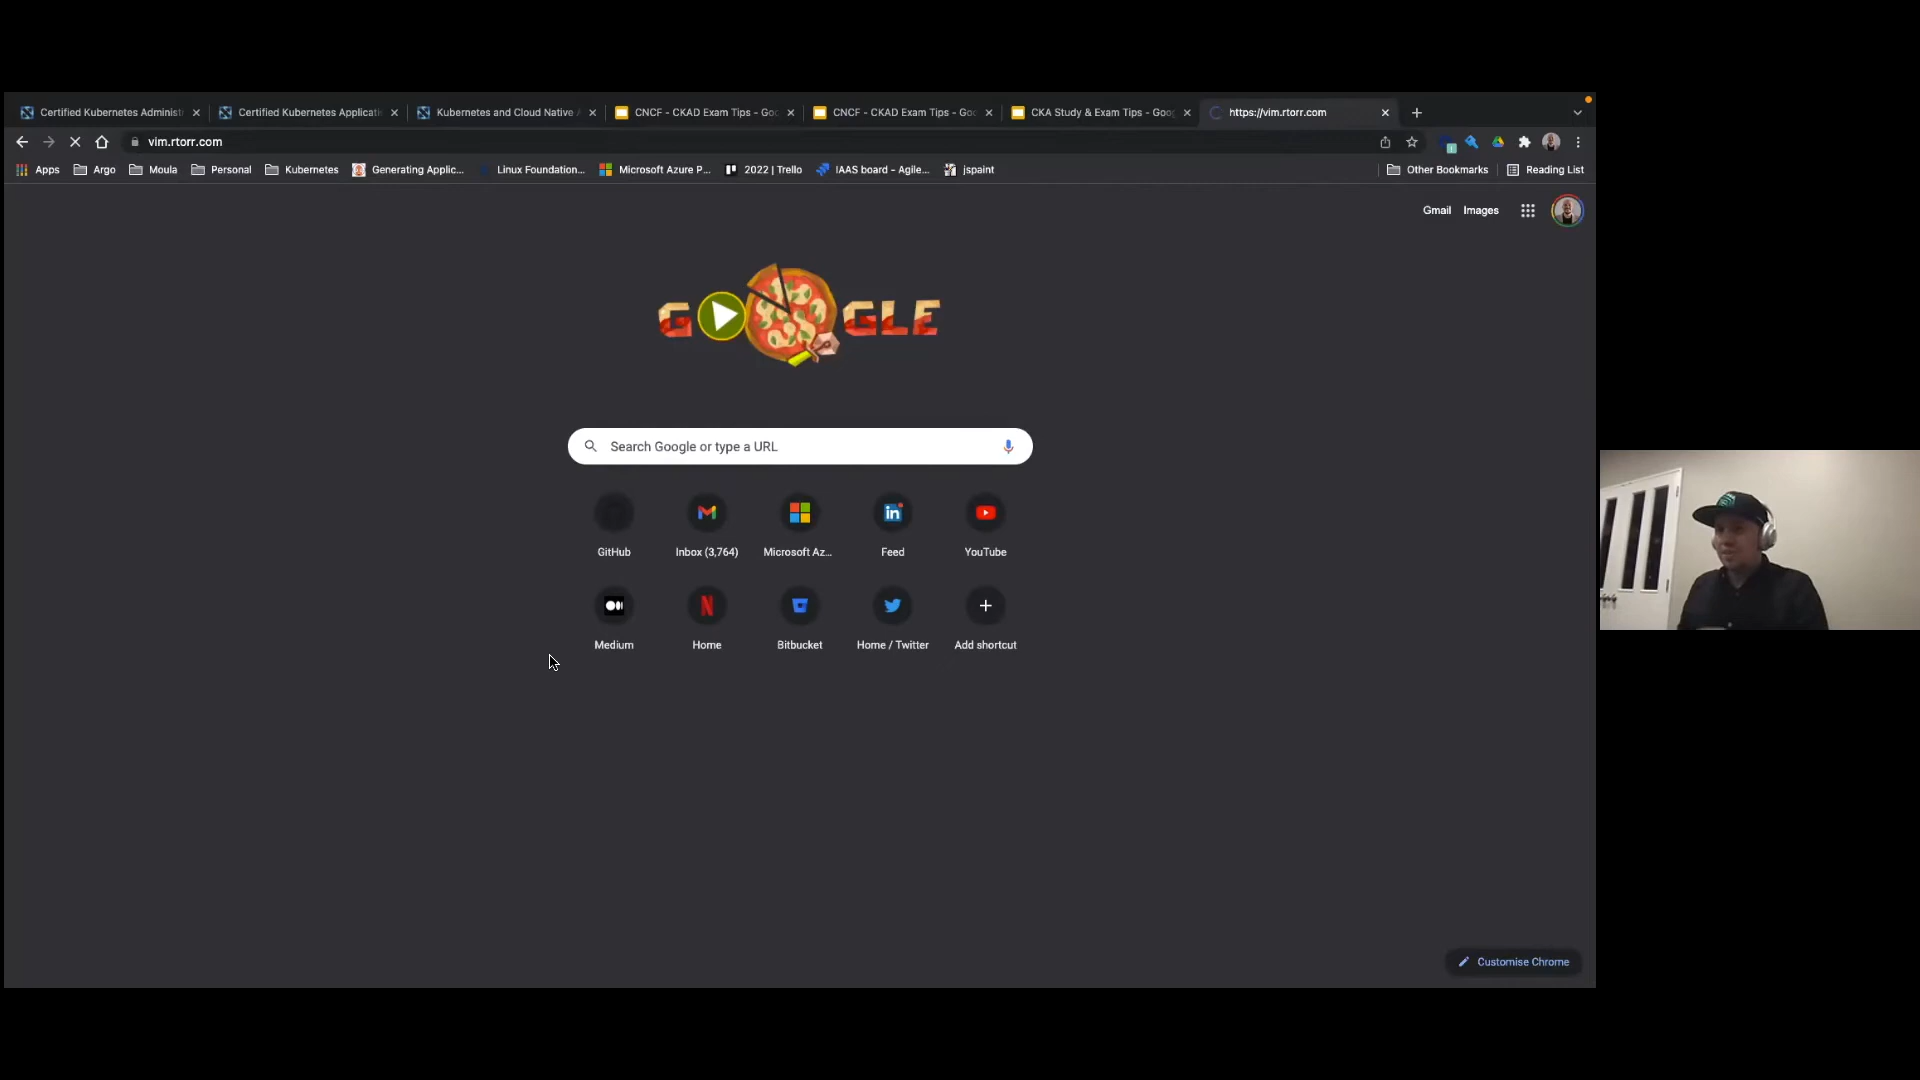 Certified Kubernetes Administ
Certified Kubernetes Applicati
Kubernetes and Cloud Native A
CNCF - CKAD Exam Tips - Goo
CNCF - CKAD Exam Tips - Goo
CKA Study & Exam Tips - Goog
https://vim.rtorr.com
vim.rtorr.com
Apps
Argo
Moula
Personal
Kubernetes
Generating Applic...
Linux Foundation...
Microsoft Azure P...
2022 | Trello
IAAS board - Agile...
jspaint
Other Bookmarks
Reading List
Gmail
Images
G GLE
Search Google or type a URL
GitHub
Inbox (3,764)
Microsoft Az...
Feed
YouTube
Medium
Home
Bitbucket
Home / Twitter
Add shortcut
Customise Chrome